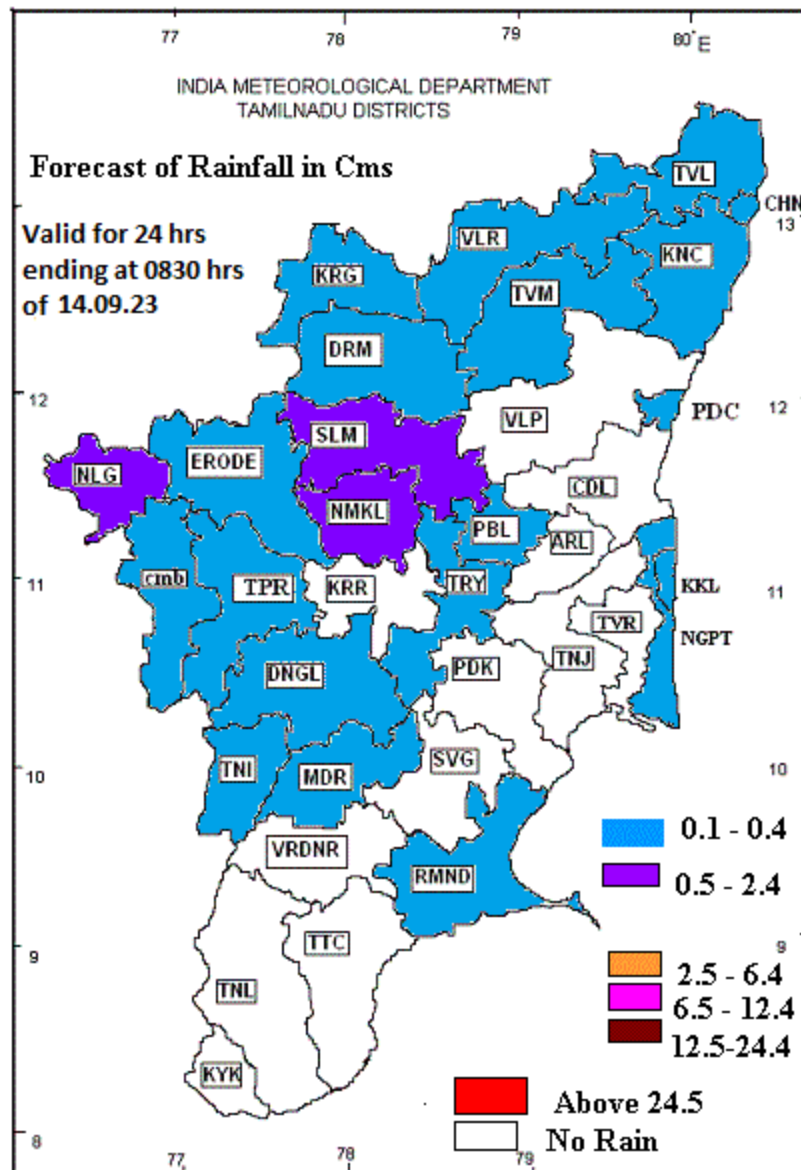 77 78 79 80°E
INDIA METEOROLOGICAL DEPARTMENT
TAMILNADU DISTRICTS
Forecast of Rainfall in Cms
TVL
CHN
13
Valid for 24 hrs
ending at 0830 hrs
of 14.09.23
VLR
KNC
KRG
TVM
DRM
12
12
PDC
VLP
SLM
ERODE
NLG
CDL
NMKL
PBL
ARL
11
cmb
TPR
KRR
TRY
KKL
11
TVR
NGPT
DNGL
PDK
TNJ
10
TNI
MDR
SVG
10
0.1 - 0.4
VRDNR
RMND
0.5 - 2.4
9
TTC
9
2.5 - 6.4
TNL
6.5 - 12.4
12.5-24.4
KYK
Above 24.5
No Rain
8
77 78 79